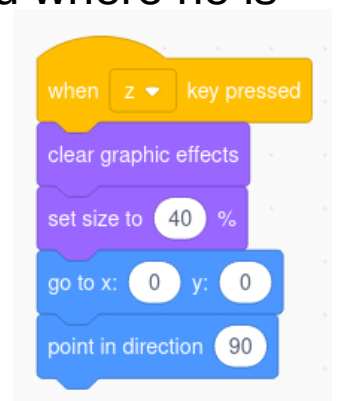 where he is
when z key pressed
clear graphic effects
set size to 40 %
go to x: 0 y: 0
point in direction 90